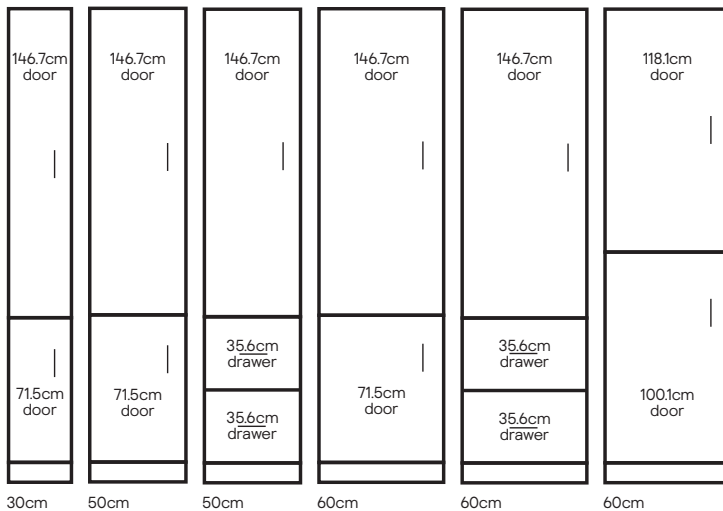 146.7cm
door
146.7cm
door
146.7cm
door
146.7cm
door
146.7cm
door
118.1cm
door
71.5cm
door
71.5cm
door
35.6cm
drawer
35.6cm
drawer
71.5cm
door
35.6cm
drawer
35.6cm
drawer
100.1cm
door
30cm
50cm
50cm
60cm
60cm
60cm